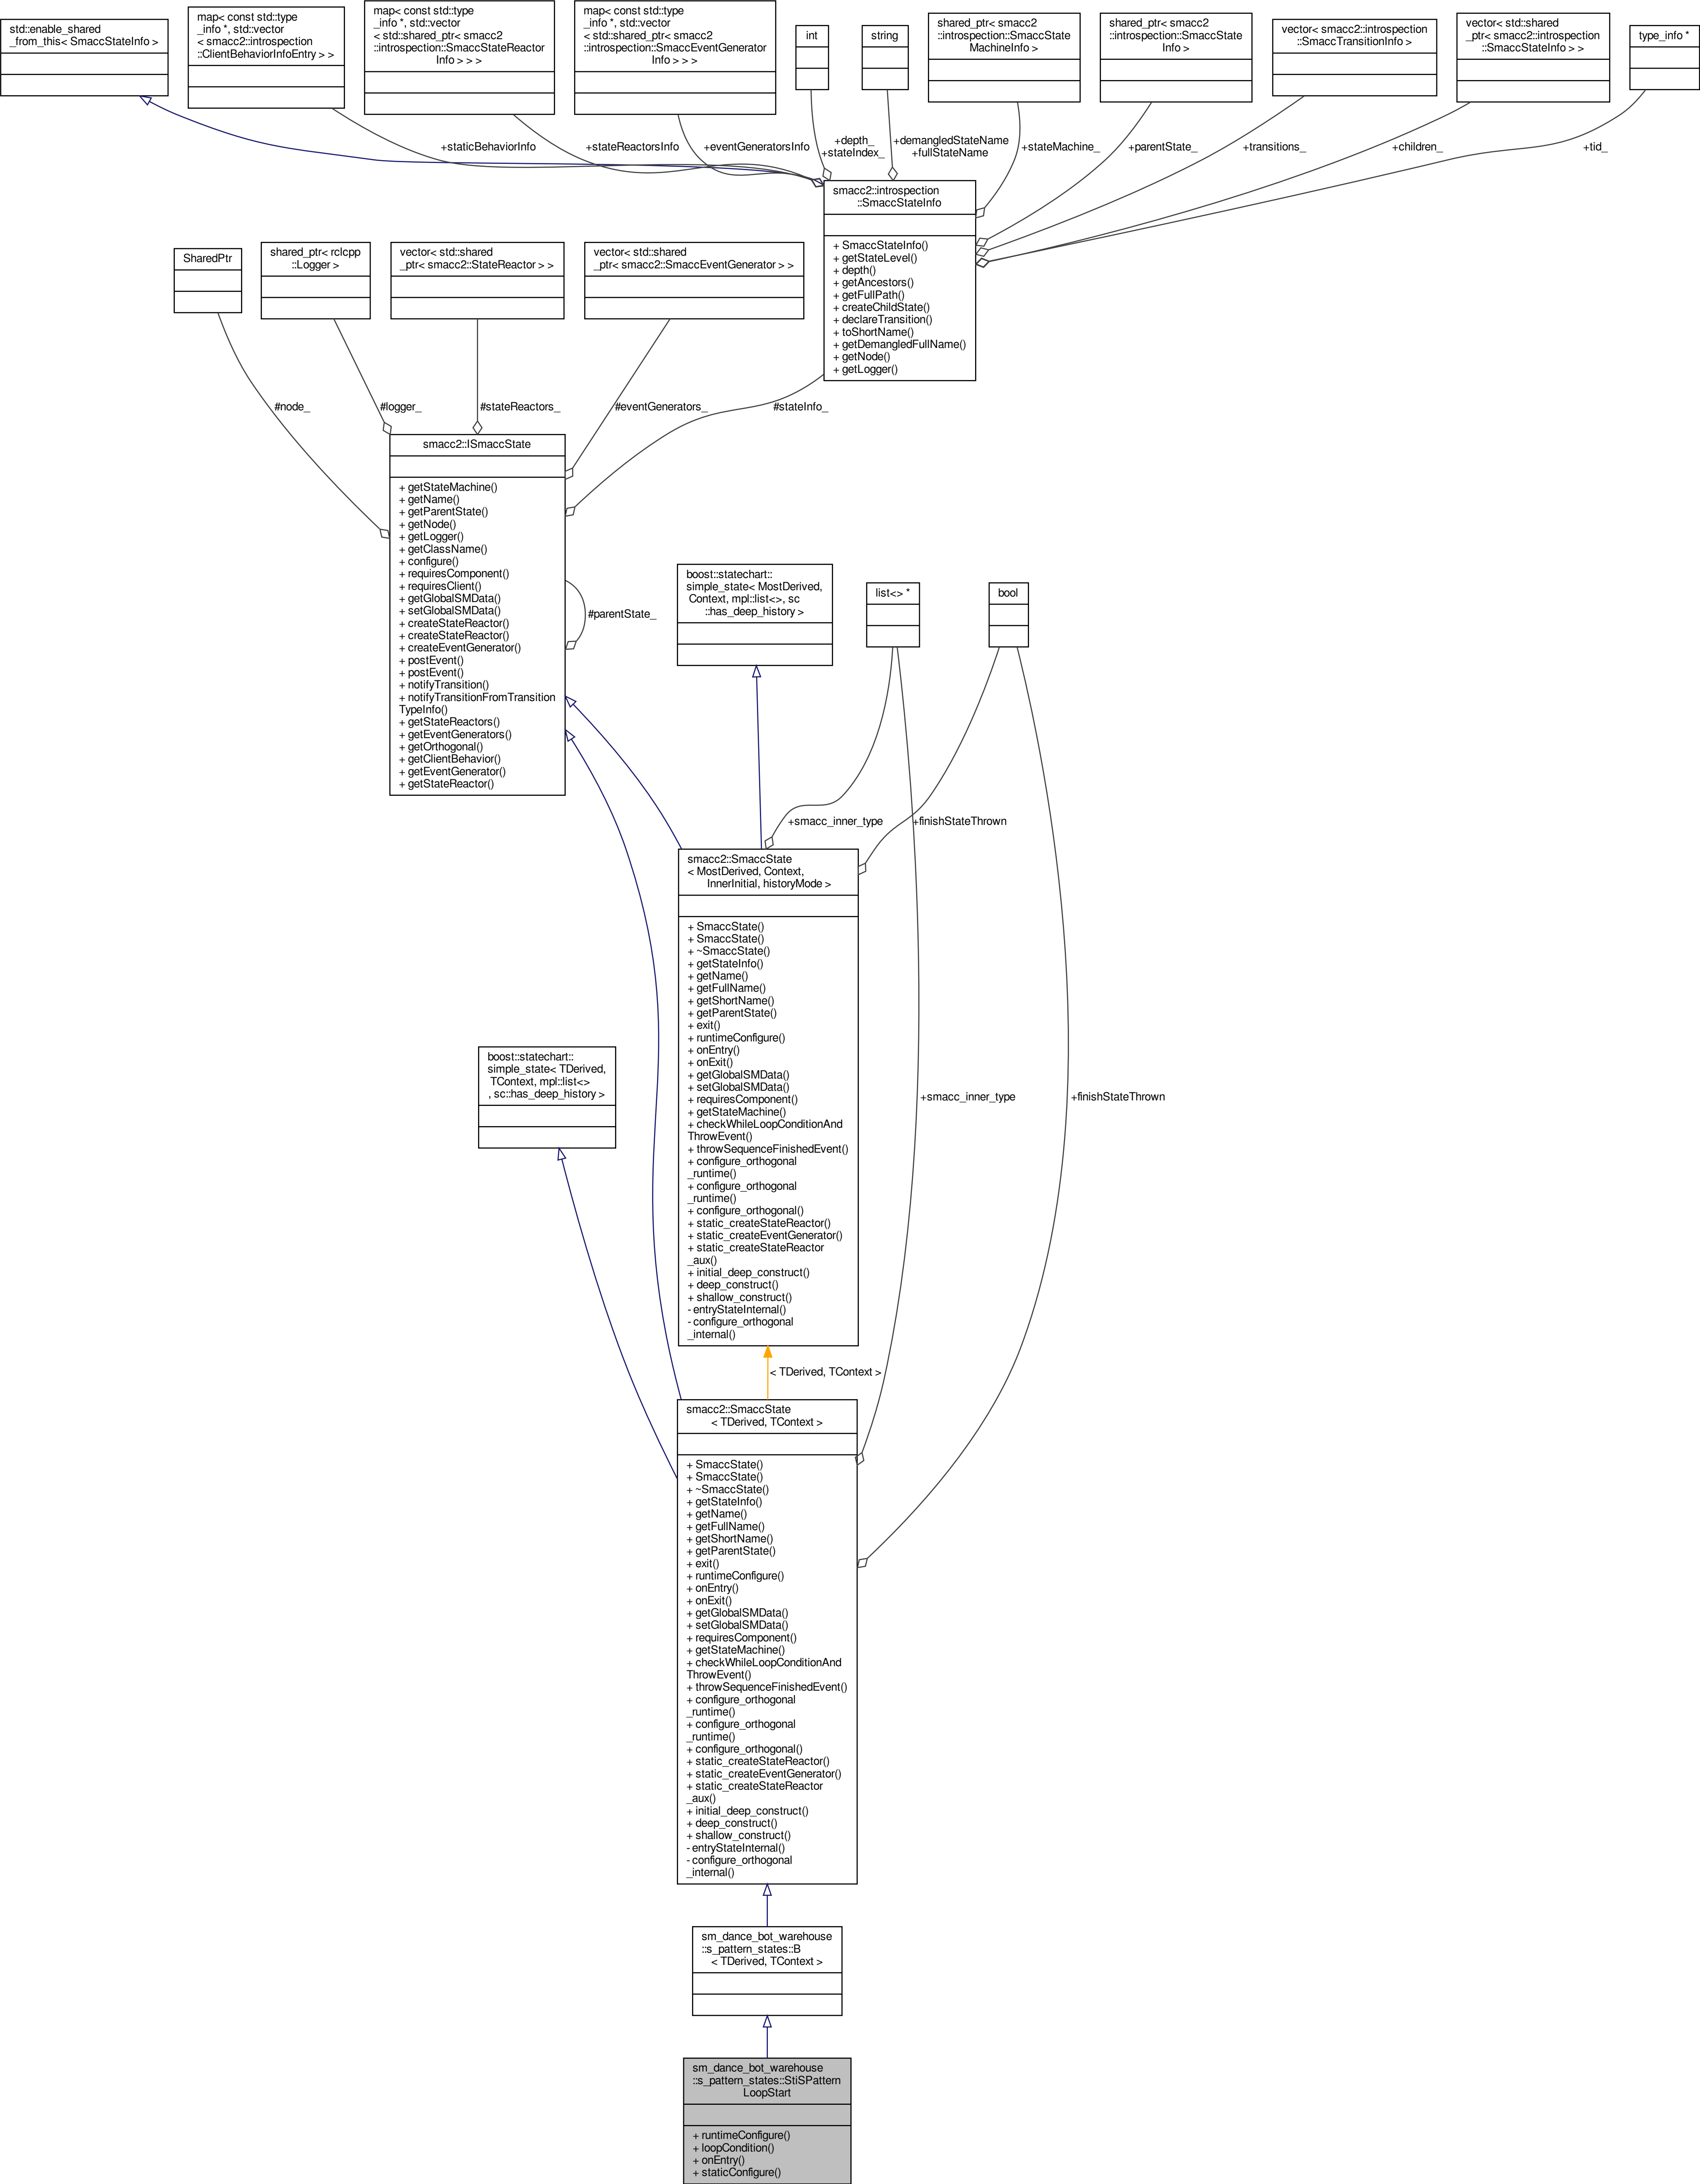 std::enable_shared
_from_this< SmaccStateInfo >
map< const std::type
_info *, std::vector
< smacc2::introspection
::ClientBehaviorInfoEntry > >
map< const std::type
_info *, std::vector
< std::shared_ptr< smacc2
::introspection::SmaccStateReactor
Info > > >
map< const std::type
_info *, std::vector
< std::shared_ptr< smacc2
::introspection::SmaccEventGenerator
Info > > >
int
string
shared_ptr< smacc2
::introspection::SmaccState
MachineInfo >
shared_ptr< smacc2
::introspection::SmaccState
Info >
vector< smacc2::introspection
::SmaccTransitionInfo >
vector< std::shared
_ptr< smacc2::introspection
::SmaccStateInfo > >
type_info *
+staticBehaviorInfo
+stateReactorsInfo
+eventGeneratorsInfo
+depth_
+stateIndex_
+demangledStateName
+fullStateName
+stateMachine_
+parentState_
+transitions_
+children_
+tid_
smacc2::introspection
::SmaccStateInfo
+ SmaccStateInfo()
+ getStateLevel()
+ depth()
+ getAncestors()
+ getFullPath()
+ createChildState()
+ declareTransition()
+ toShortName()
+ getDemangledFullName()
+ getNode()
+ getLogger()
SharedPtr
shared_ptr< rclcpp
::Logger >
vector< std::shared
_ptr< smacc2::StateReactor > >
vector< std::shared
_ptr< smacc2::SmaccEventGenerator > >
#node_
#logger_
#stateReactors_
#eventGenerators_
#stateInfo_
smacc2::ISmaccState
+ getStateMachine()
+ getName()
+ getParentState()
+ getNode()
+ getLogger()
+ getClassName()
+ configure()
+ requiresComponent()
+ requiresClient()
+ getGlobalSMData()
+ setGlobalSMData()
+ createStateReactor()
+ createStateReactor()
+ createEventGenerator()
+ postEvent()
+ postEvent()
+ notifyTransition()
+ notifyTransitionFromTransition
TypeInfo()
+ getStateReactors()
+ getEventGenerators()
+ getOrthogonal()
+ getClientBehavior()
+ getEventGenerator()
+ getStateReactor()
#parentState_
boost::statechart::
simple_state< MostDerived,
Context, mpl::list<>, sc
::has_deep_history >
list<> *
bool
+smacc_inner_type
+finishStateThrown
smacc2::SmaccState
< MostDerived, Context,
InnerInitial, historyMode >
+ SmaccState()
+ SmaccState()
+ ~SmaccState()
+ getStateInfo()
+ getName()
+ getFullName()
+ getShortName()
+ getParentState()
+ exit()
+ runtimeConfigure()
+ onEntry()
+ onExit()
+ getGlobalSMData()
+ setGlobalSMData()
+ requiresComponent()
+ getStateMachine()
+ checkWhileLoopConditionAnd
ThrowEvent()
+ throwSequenceFinishedEvent()
+ configure_orthogonal
_runtime()
+ configure_orthogonal
_runtime()
+ configure_orthogonal()
+ static_createStateReactor()
+ static_createEventGenerator()
+ static_createStateReactor
_aux()
+ initial_deep_construct()
+ deep_construct()
+ shallow_construct()
- entryStateInternal()
- configure_orthogonal
_internal()
boost::statechart::
simple_state< TDerived,
TContext, mpl::list<>
, sc::has_deep_history >
+smacc_inner_type
+finishStateThrown
< TDerived, TContext >
smacc2::SmaccState
< TDerived, TContext >
+ SmaccState()
+ SmaccState()
+ ~SmaccState()
+ getStateInfo()
+ getName()
+ getFullName()
+ getShortName()
+ getParentState()
+ exit()
+ runtimeConfigure()
+ onEntry()
+ onExit()
+ getGlobalSMData()
+ setGlobalSMData()
+ requiresComponent()
+ getStateMachine()
+ checkWhileLoopConditionAnd
ThrowEvent()
+ throwSequenceFinishedEvent()
+ configure_orthogonal
_runtime()
+ configure_orthogonal
_runtime()
+ configure_orthogonal()
+ static_createStateReactor()
+ static_createEventGenerator()
+ static_createStateReactor
_aux()
+ initial_deep_construct()
+ deep_construct()
+ shallow_construct()
- entryStateInternal()
- configure_orthogonal
_internal()
sm_dance_bot_warehouse
::s_pattern_states::B
< TDerived, TContext >
sm_dance_bot_warehouse
::s_pattern_states::StiSPattern
LoopStart
+ runtimeConfigure()
+ loopCondition()
+ onEntry()
+ staticConfigure()